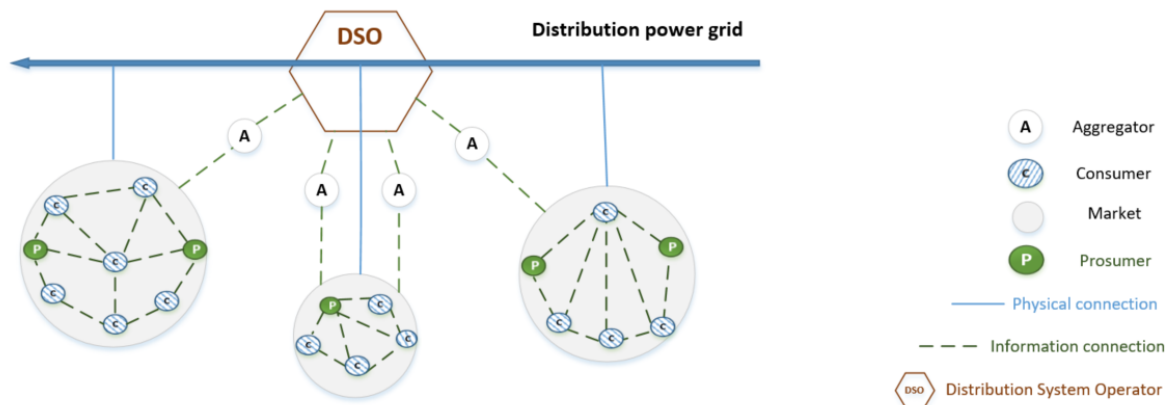 DSO
Distribution power grid
A
A
A
A
A Aggregator
C Consumer
Market
P Prosumer
Physical connection
Information connection
DSO Distribution System Operator
C
C
P
C
P
C
C
C
P
C
C
C
C
C
P
P
C
C
C